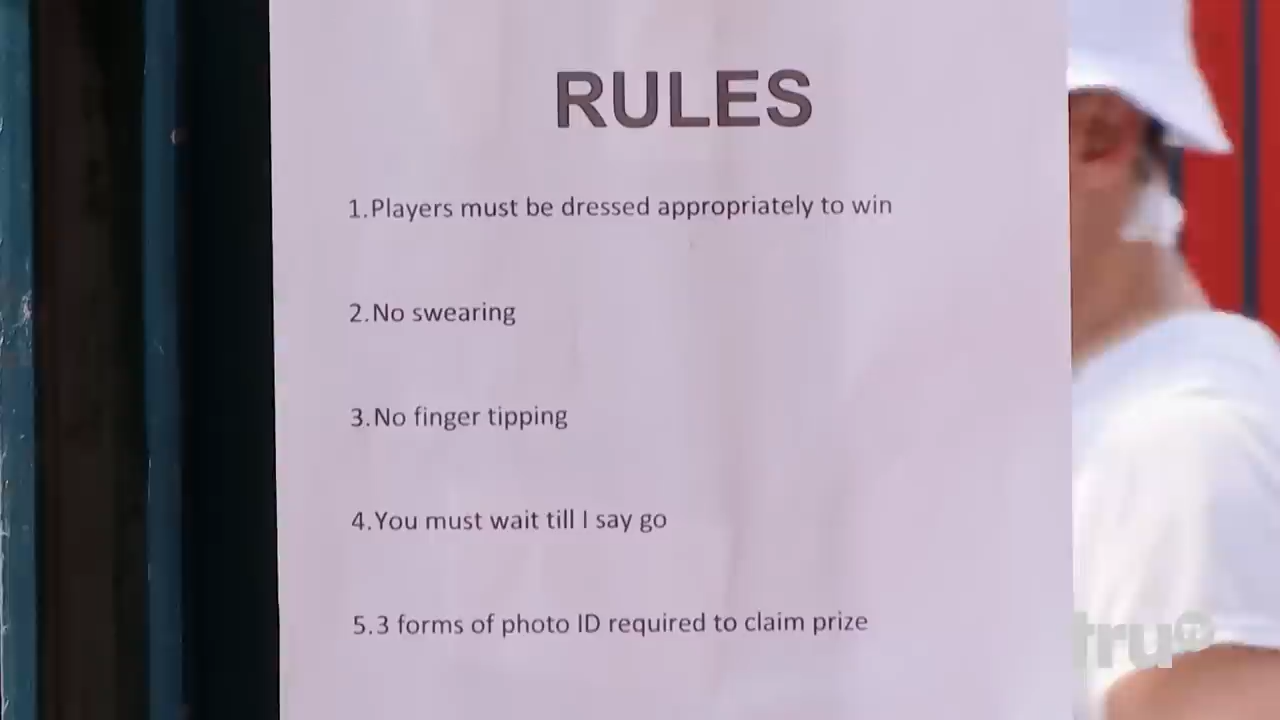 RULES
1.Players must be dressed appropriately to win
2.No swearing
3.No finger tipping
4.You must wait till I say go
5.3 forms of photo ID required to claim prize
tru